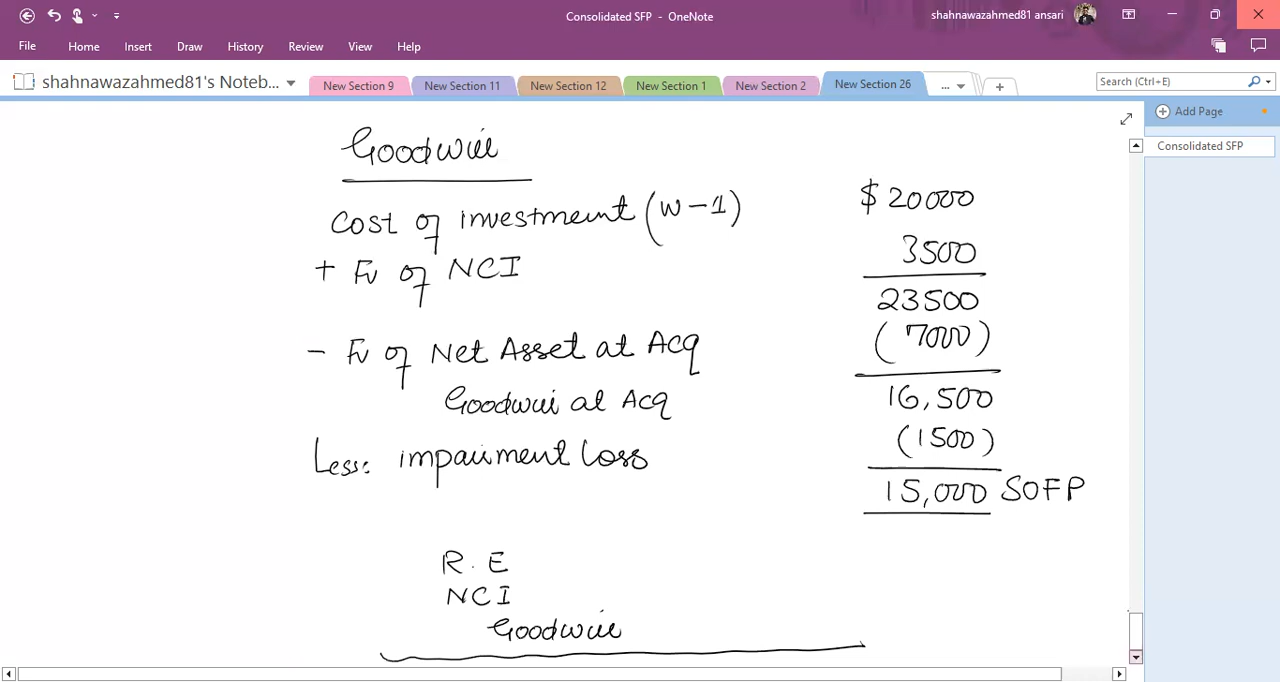 Consolidated SFP - OneNote
shahnawazahmed81 ansari
File Home Insert Draw History Review View Help
shahnawazahmed81's Noteb...
New Section 9 New Section 11 New Section 12 New Section 1 New Section 2 New Section 26 ...
Search (Ctrl+E)
Add Page
Consolidated SFP
Goodwill
Cost of investment (W-1) $20000
+ Fv of NCI 3500
23500
- Fv of Net Asset at Acq (7000)
Goodwill at Acq 16,500
Less: impairment Loss (1500)
15,000 SOFP
R.E
NCI
Goodwill